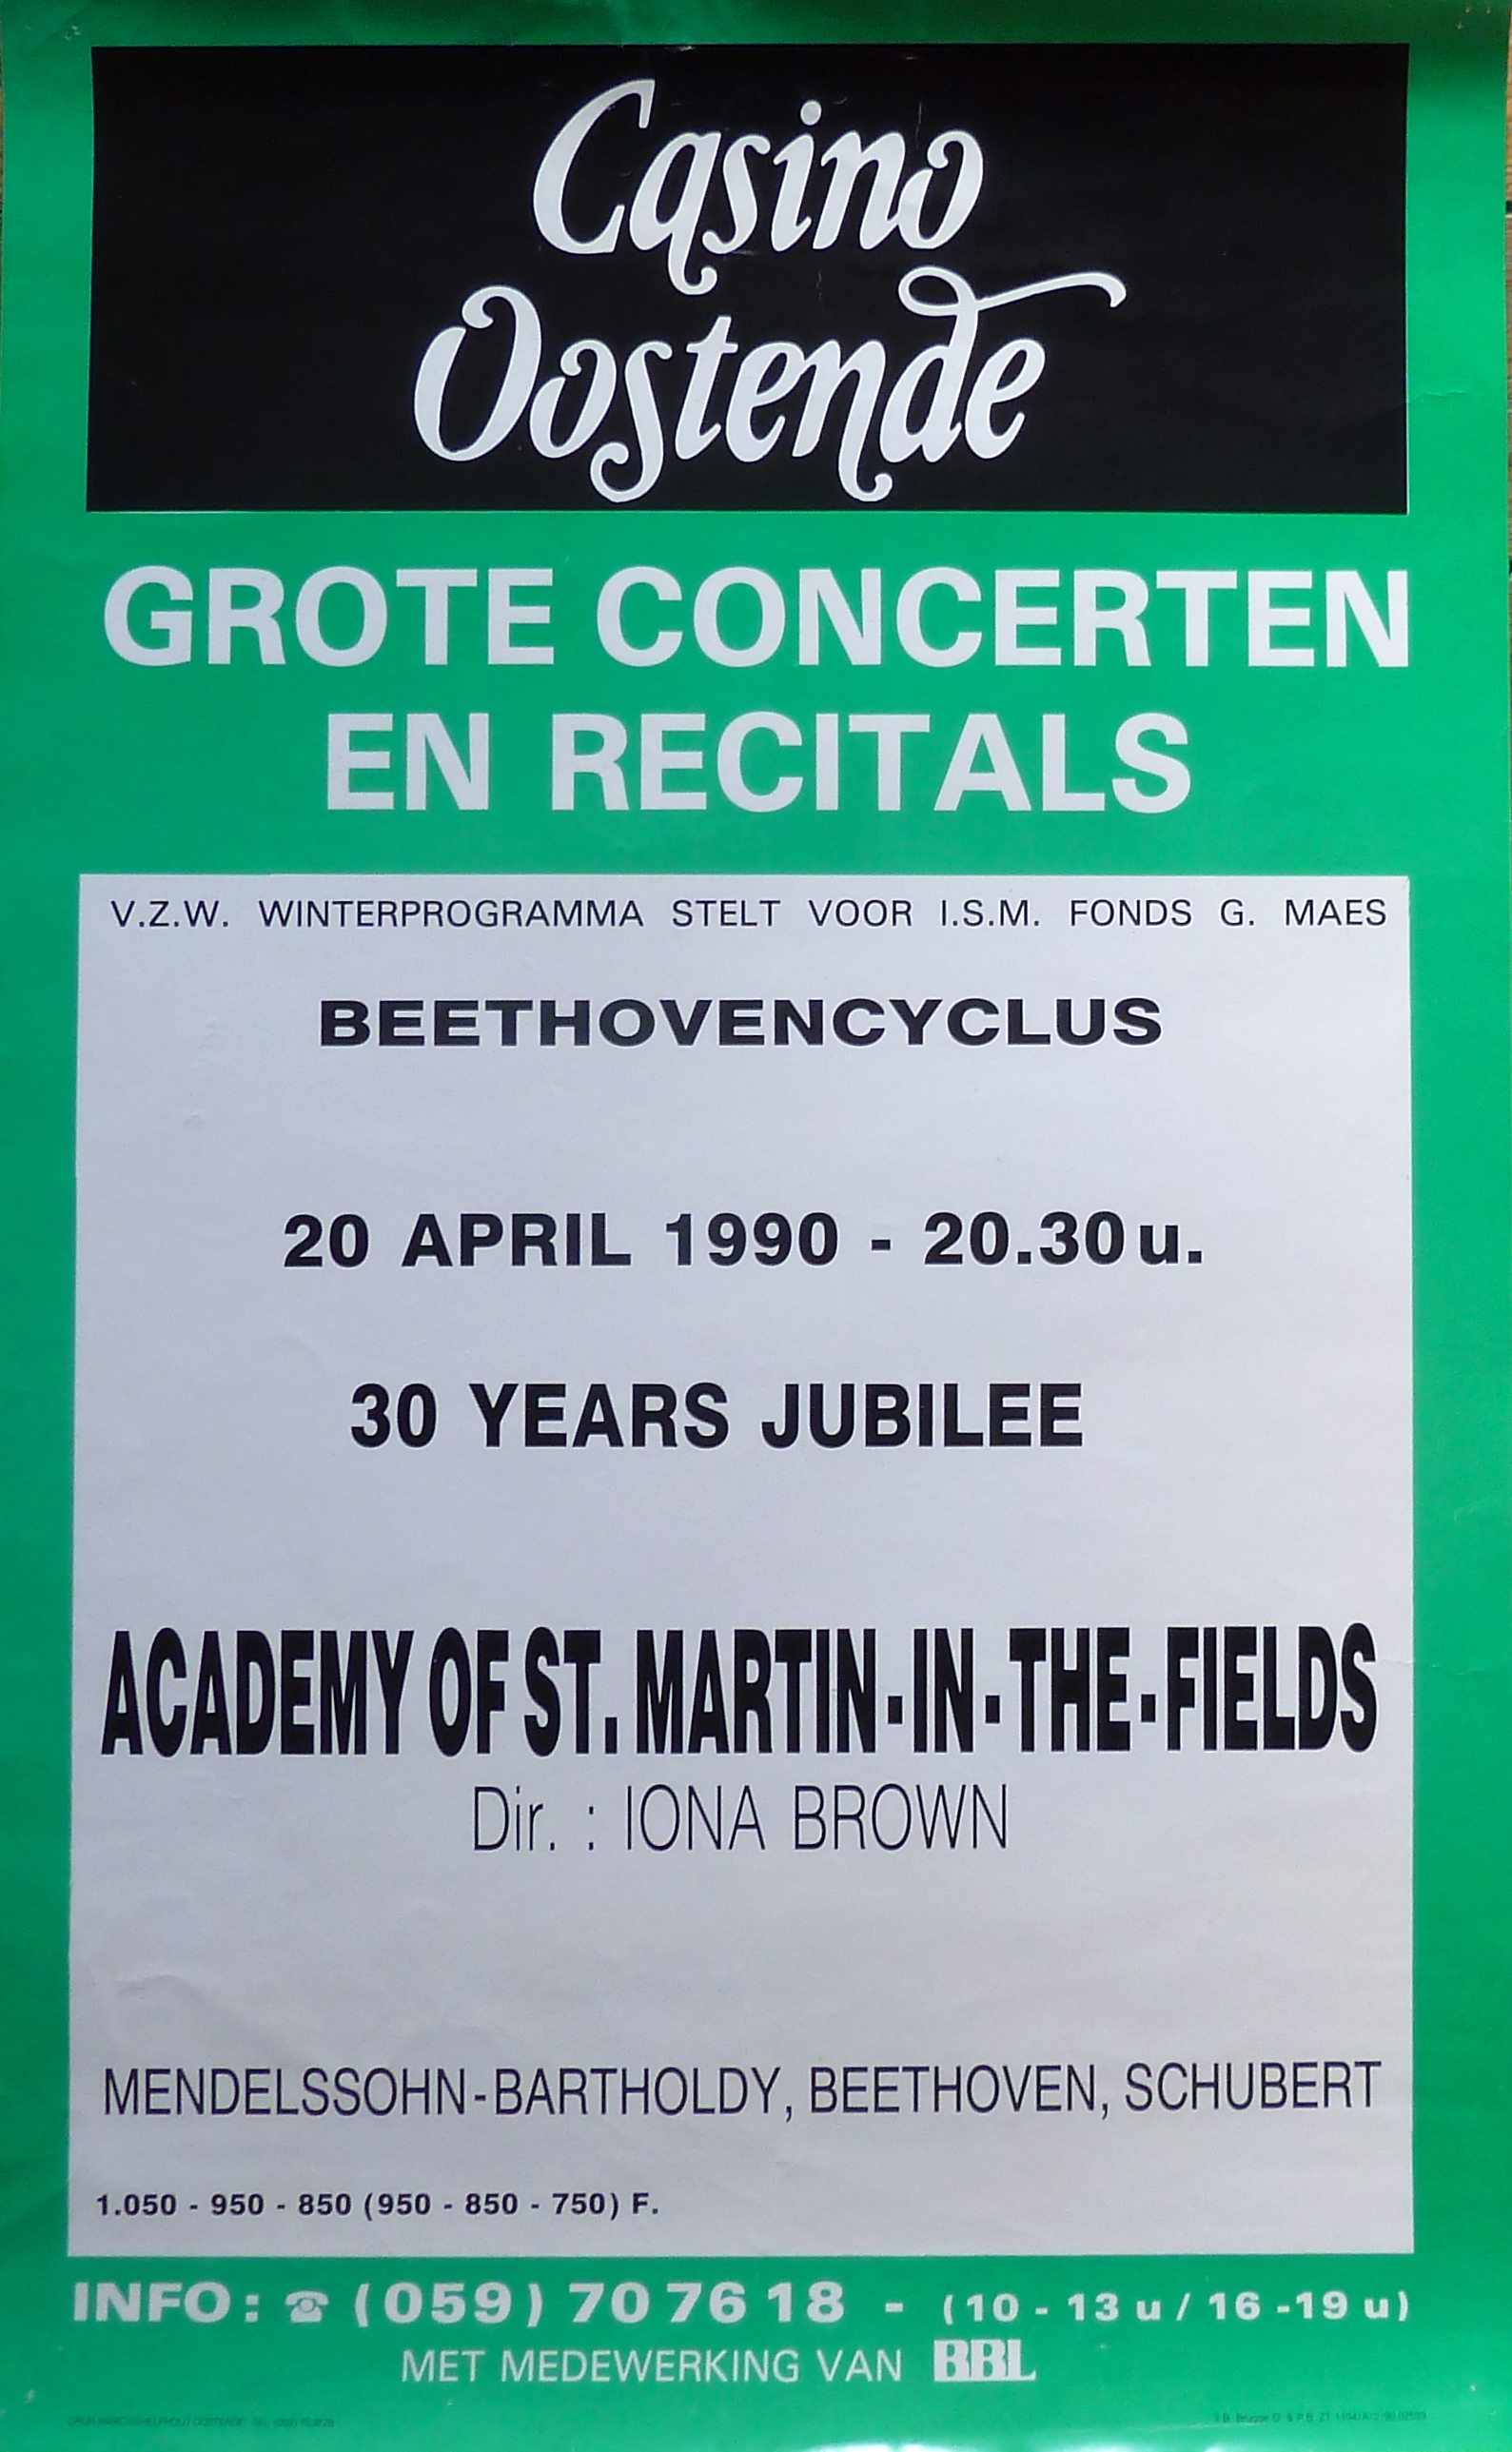 Casino
Oostende
GROTE CONCERTEN
EN RECITALS
V.Z.W. WINTERPROGRAMMA STELT VOOR I.S.M. FONDS G. MAES
BEETHOVENCYCLUS
20 APRIL 1990 - 20.30 u.
30 YEARS JUBILEE
ACADEMY OF ST. MARTIN-IN-THE-FIELDS
Dir. : IONA BROWN
MENDELSSOHN-BARTHOLDY, BEETHOVEN, SCHUBERT
1.050 - 950 - 850 (950 - 850 - 750) F.
INFO: ☎ (059) 70 76 18 - (10 - 13 u / 16 -19 u)
MET MEDEWERKING VAN BBL